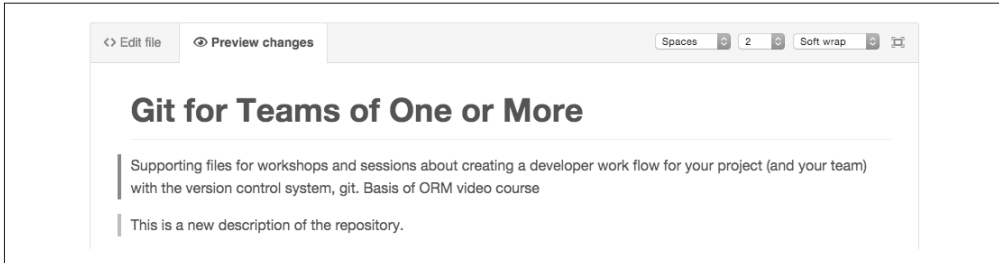 <> Edit file Preview changes Spaces 2 Soft wrap
Git for Teams of One or More
Supporting files for workshops and sessions about creating a developer work flow for your project (and your team)
with the version control system, git. Basis of ORM video course
This is a new description of the repository.